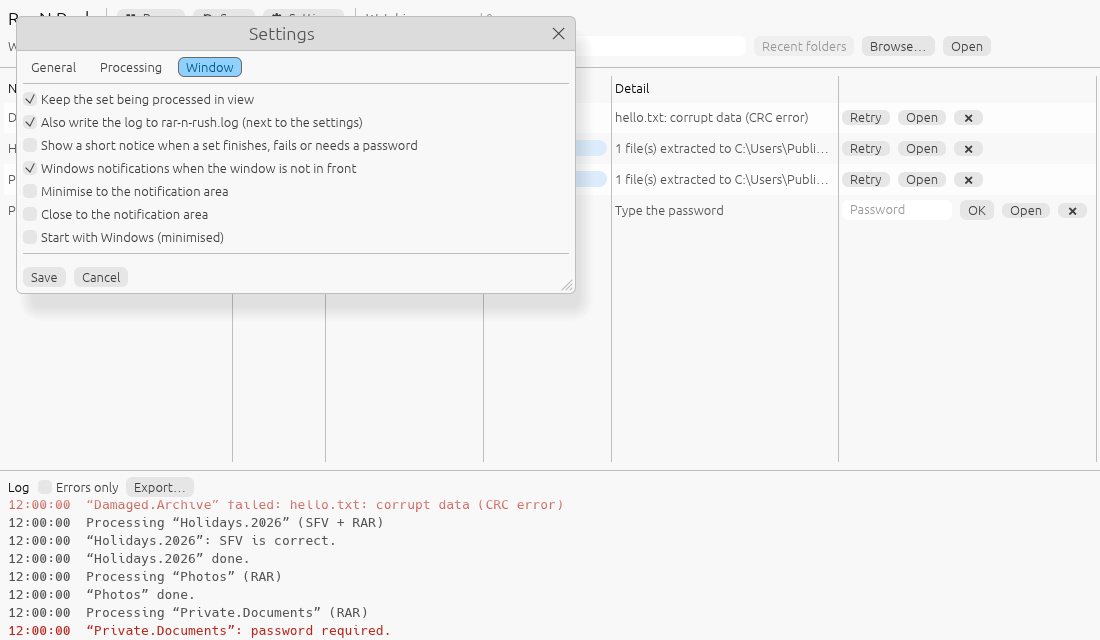 Settings
General Processing Window
Keep the set being processed in view
Also write the log to rar-n-rush.log (next to the settings)
Show a short notice when a set finishes, fails or needs a password
Windows notifications when the window is not in front
Minimise to the notification area
Close to the notification area
Start with Windows (minimised)
Save Cancel
Recent folders Browse… Open
Detail
hello.txt: corrupt data (CRC error) Retry Open ×
1 file(s) extracted to C:\Users\Publi… Retry Open ×
1 file(s) extracted to C:\Users\Publi… Retry Open ×
Type the password Password OK Open ×
Log Errors only Export…
12:00:00 “Damaged.Archive” failed: hello.txt: corrupt data (CRC error)
12:00:00 Processing “Holidays.2026” (SFV + RAR)
12:00:00 “Holidays.2026”: SFV is correct.
12:00:00 “Holidays.2026” done.
12:00:00 Processing “Photos” (RAR)
12:00:00 “Photos” done.
12:00:00 Processing “Private.Documents” (RAR)
12:00:00 “Private.Documents”: password required.